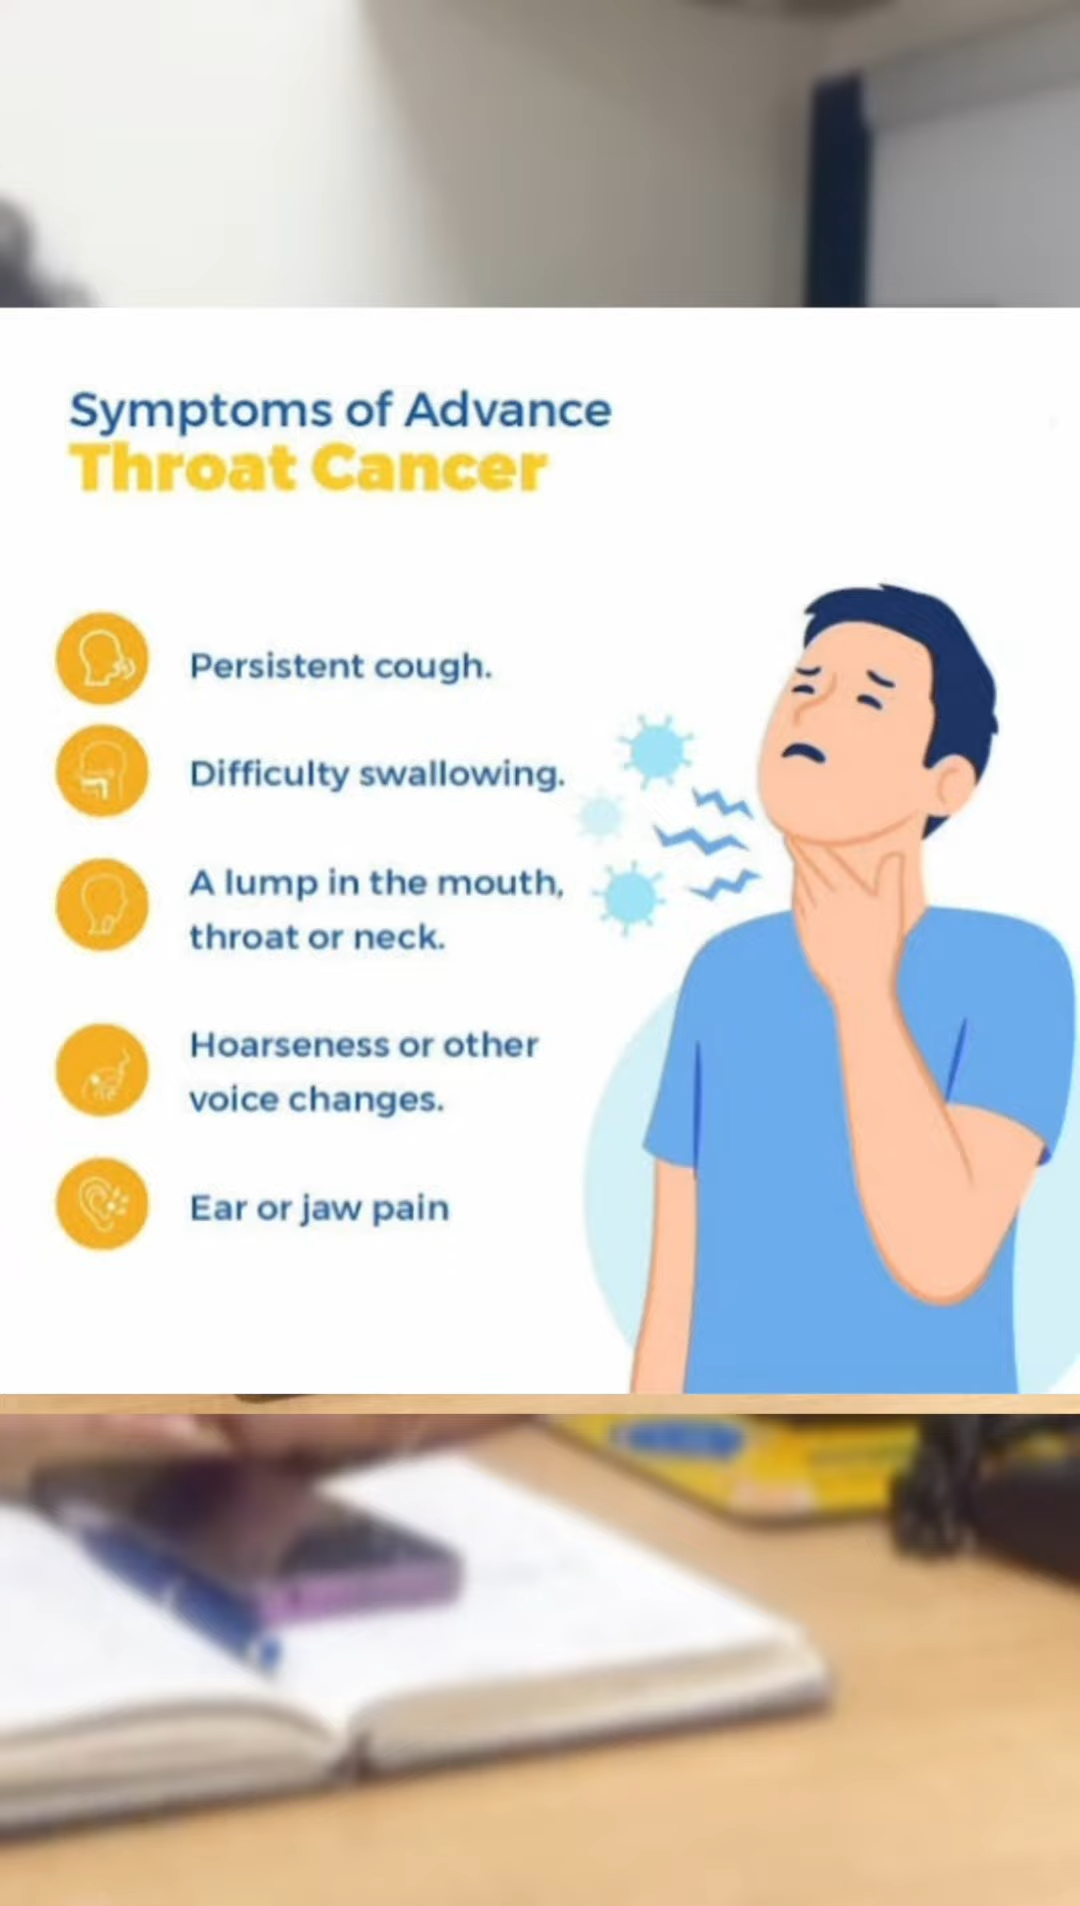 Symptoms of Advance
Throat Cancer
Persistent cough.
Difficulty swallowing.
A lump in the mouth,
throat or neck.
Hoarseness or other
voice changes.
Ear or jaw pain